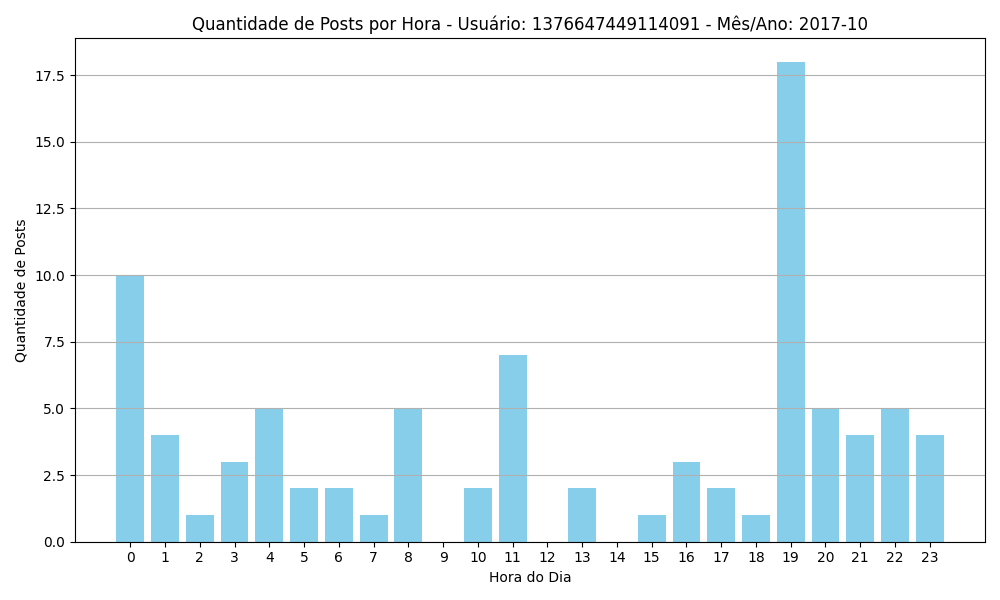 Quantidade de Posts por Hora - Usuário: 1376647449114091 - Mês/Ano: 2017-10
Quantidade de Posts
17.5
15.0
12.5
10.0
7.5
5.0
2.5
0.0
0 1 2 3 4 5 6 7 8 9 10 11 12 13 14 15 16 17 18 19 20 21 22 23
Hora do Dia